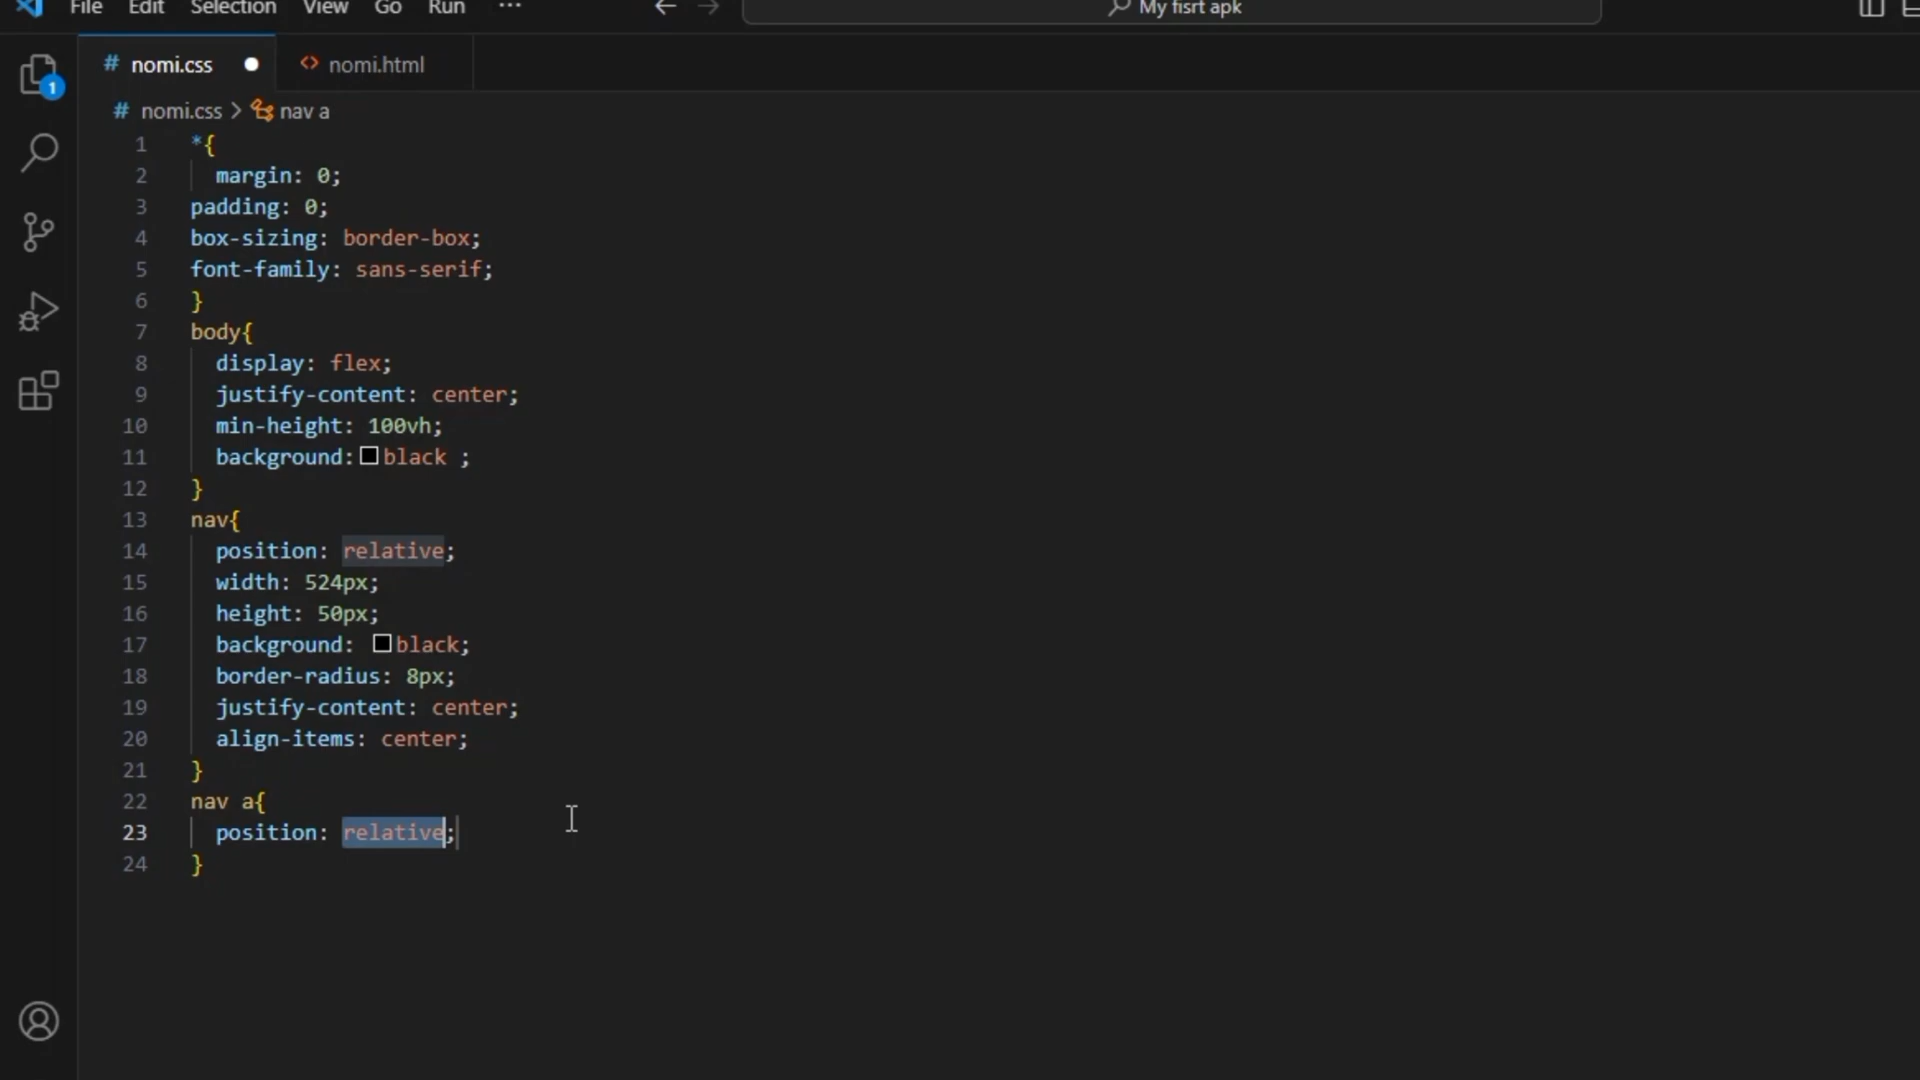 File Edit Selection View Go Run ··· ← → My fisrt apk
# nomi.css ● <> nomi.html
1
# nomi.css > nav a
1 *{
2 margin: 0;
3 padding: 0;
4 box-sizing: border-box;
5 font-family: sans-serif;
6 }
7 body{
8 display: flex;
9 justify-content: center;
10 min-height: 100vh;
11 background: black ;
12 }
13 nav{
14 position: relative;
15 width: 524px;
16 height: 50px;
17 background: black;
18 border-radius: 8px;
19 justify-content: center;
20 align-items: center;
21 }
22 nav a{
23 position: relative;
24 }